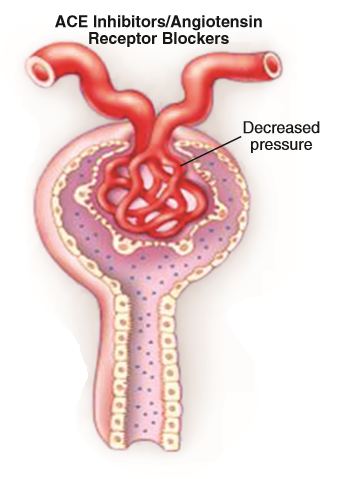 ACE Inhibitors/Angiotensin
Receptor Blockers
Decreased
pressure